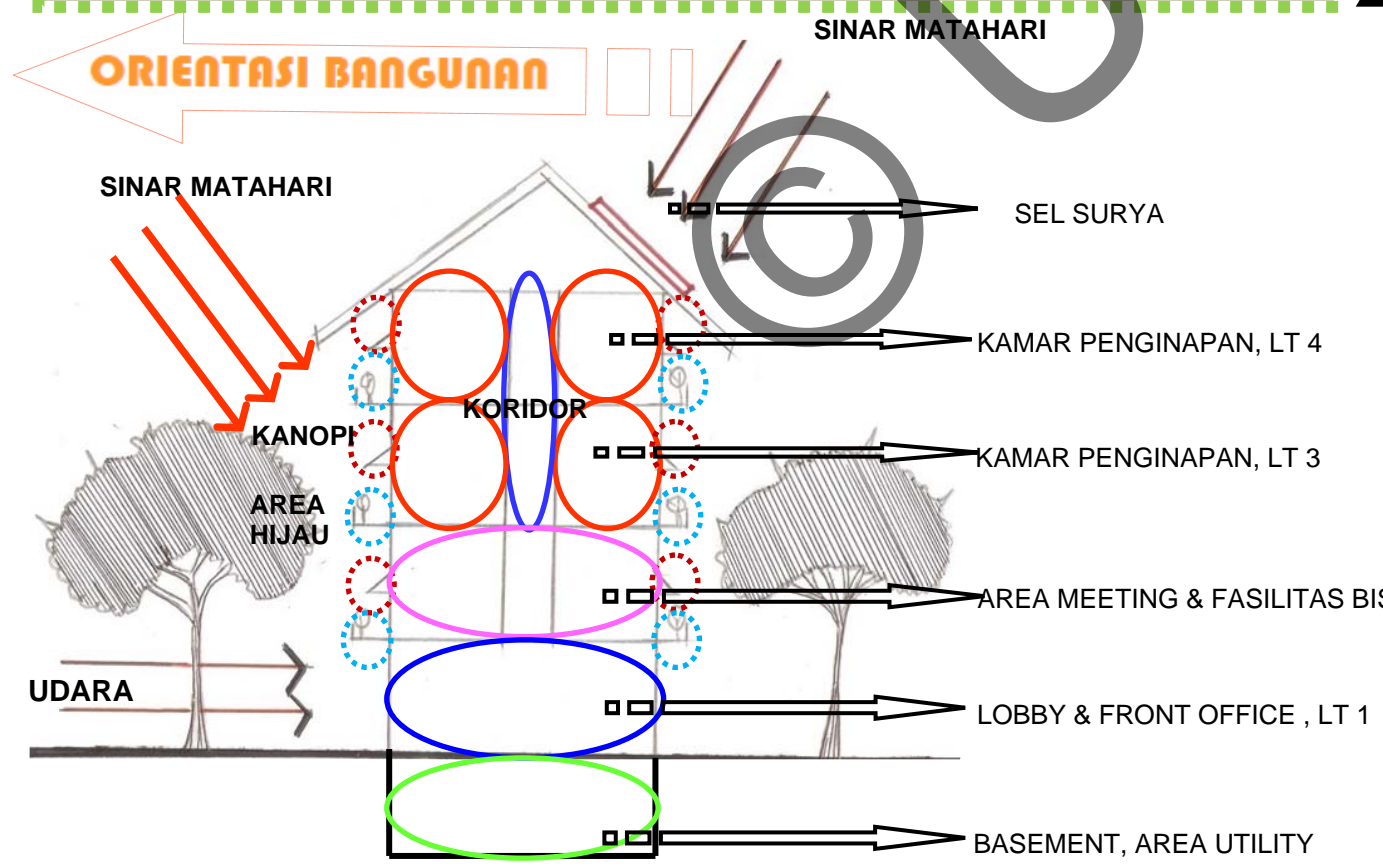 SINAR MATAHARI
ORIENTASI BANGUNAN
SINAR MATAHARI
SEL SURYA
KAMAR PENGINAPAN, LT 4
KORIDOR
KANOPI
KAMAR PENGINAPAN, LT 3
AREA
HIJAU
AREA MEETING & FASILITAS BIS
UDARA
LOBBY & FRONT OFFICE , LT 1
BASEMENT, AREA UTILITY
©